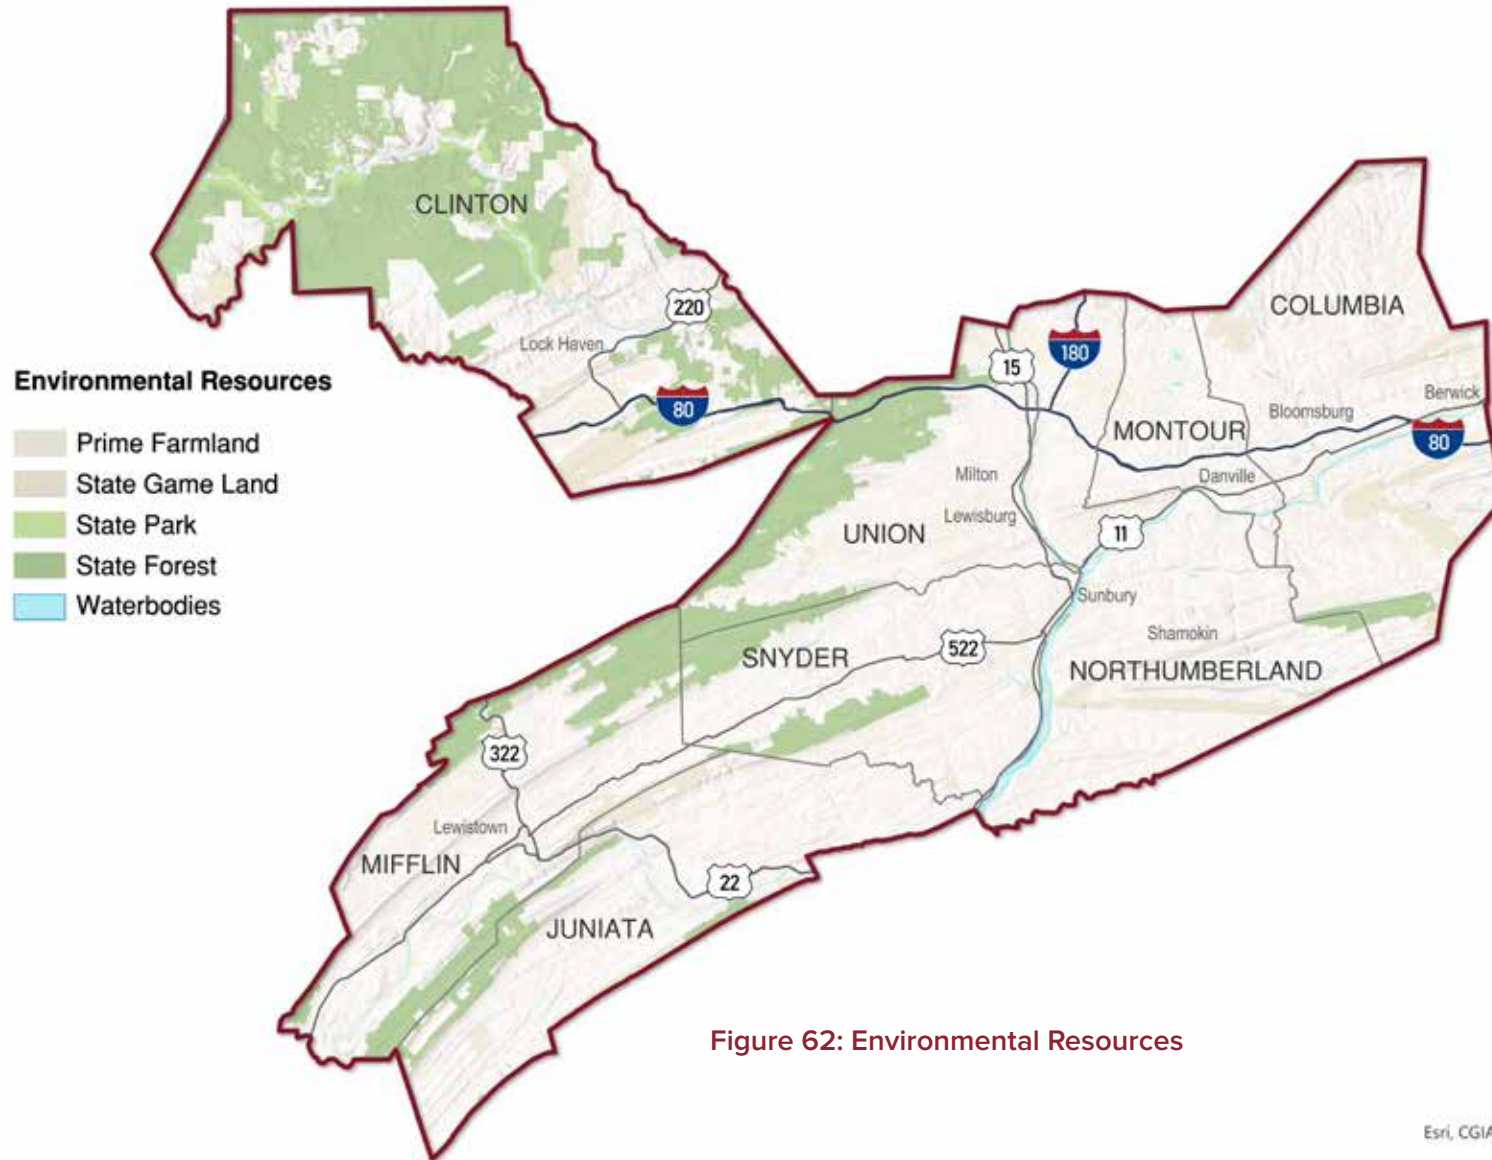 CLINTON
220
Lock Haven
80
COLUMBIA
180
15
Berwick
Bloomsburg
MONTOUR
80
Milton
Danville
Lewisburg
UNION
11
Sunbury
Shamokin
SNYDER
522
NORTHUMBERLAND
322
Lewistown
MIFFLIN
22
JUNIATA
Environmental Resources
Prime Farmland
State Game Land
State Park
State Forest
Waterbodies
Figure 62: Environmental Resources
Esri, CGIA